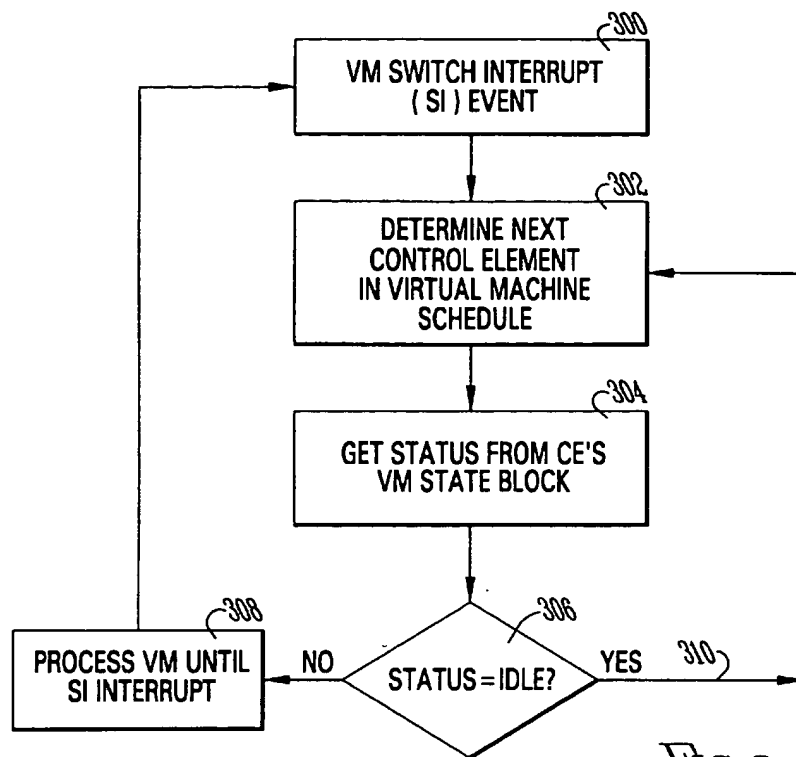 300
VM SWITCH INTERRUPT
( SI ) EVENT
302
DETERMINE NEXT
CONTROL ELEMENT
IN VIRTUAL MACHINE
SCHEDULE
304
GET STATUS FROM CE'S
VM STATE BLOCK
306
308
PROCESS VM UNTIL
SI INTERRUPT
NO
STATUS=IDLE?
YES
310